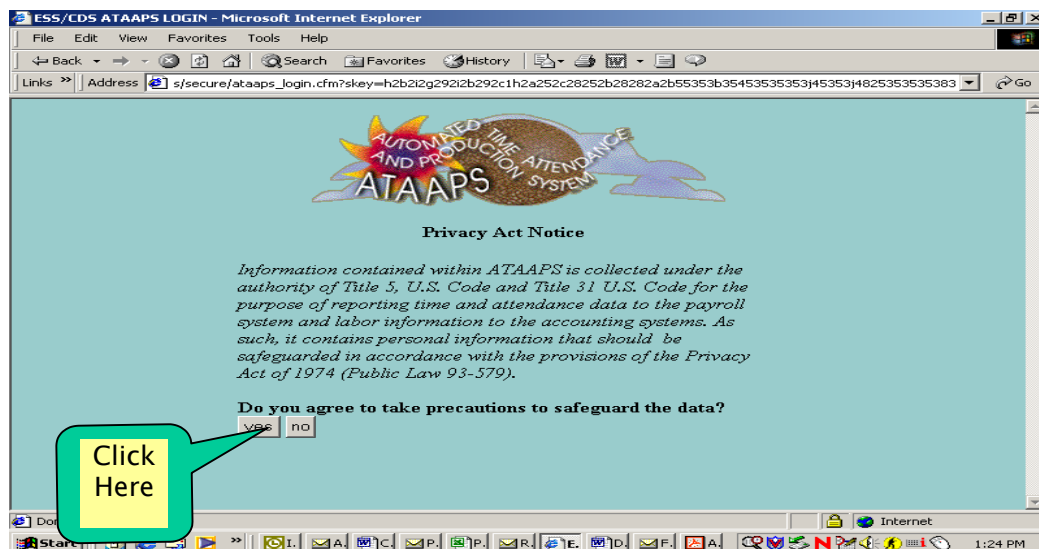 ESS/CDS ATAAPS LOGIN - Microsoft Internet Explorer
File Edit View Favorites Tools Help
Back Search Favorites History
Links » Address s/secure/ataaps_login.cfm?skey=h2b2i2g292i2b292c1h2a252c28252b28282a2b55353b35453535353j45353j4825353535383 Go
AUTOMATED TIME ATTENDANCE
AND PRODUCTION SYSTEM
ATAAPS
Privacy Act Notice
Information contained within ATAAPS is collected under the
authority of Title 5, U.S. Code and Title 31 U.S. Code for the
purpose of reporting time and attendance data to the payroll
system and labor information to the accounting systems. As
such, it contains personal information that should be
safeguarded in accordance with the provisions of the Privacy
Act of 1974 (Public Law 93-579).
Do you agree to take precautions to safeguard the data?
yes no
Click
Here
Internet
Start » I. A. C. P. P. R. E. D. F. A. 1:24 PM